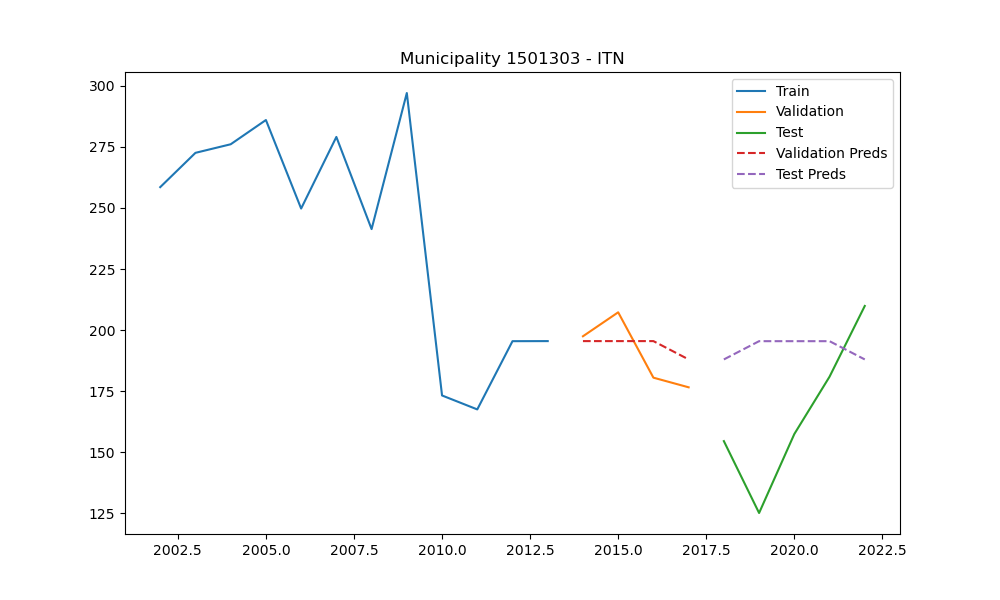 Municipality 1501303 - ITN
300
275
250
225
200
175
150
125
2002.5 2005.0 2007.5 2010.0 2012.5 2015.0 2017.5 2020.0 2022.5
Train
Validation
Test
Validation Preds
Test Preds